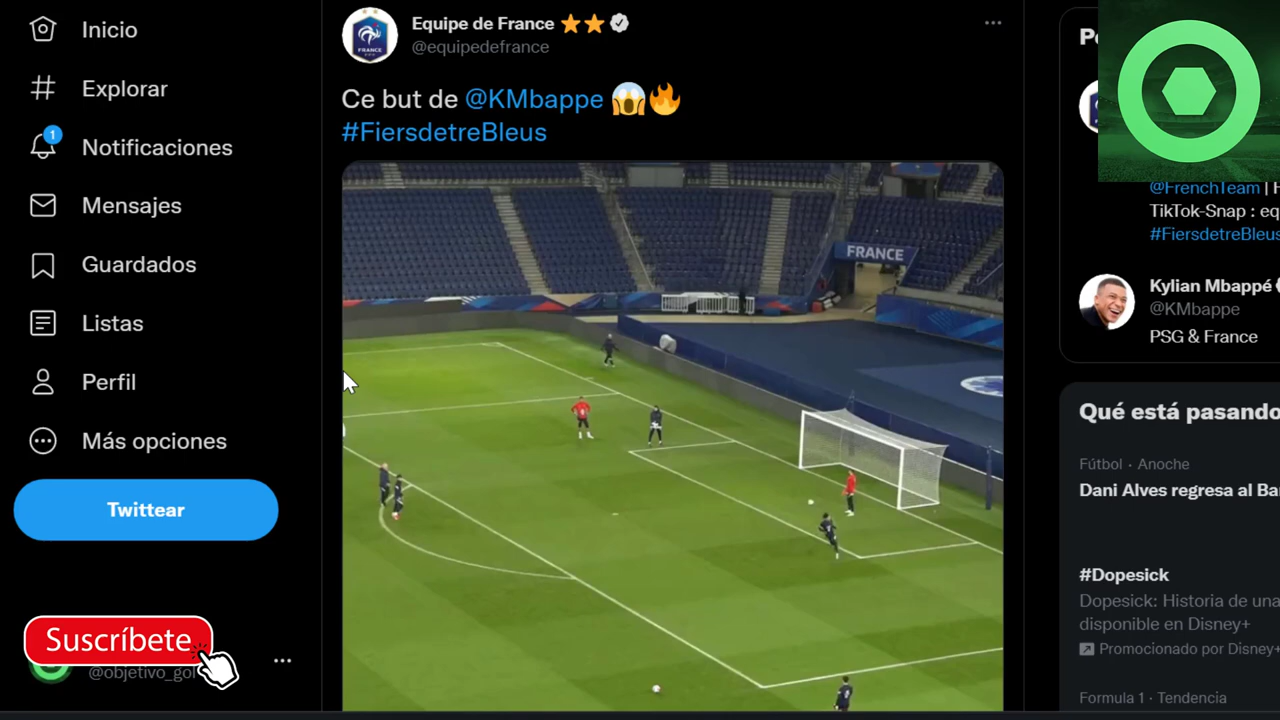 Inicio
Explorar
1
Notificaciones
Mensajes
Guardados
Listas
Perfil
Más opciones
Twittear
Suscríbete
@objetivo_gol
Equipe de France
@equipedefrance
Ce but de @KMbappe 😱🔥
#FiersdetreBleus
FRANCE
@FrenchTeam |
TikTok-Snap : eq
#FiersdetreBleus
Kylian Mbappé
@KMbappe
PSG & France
Qué está pasando
Fútbol · Anoche
Dani Alves regresa al Ba
#Dopesick
Dopesick: Historia de una
disponible en Disney+
Promocionado por Disney+
Formula 1 · Tendencia